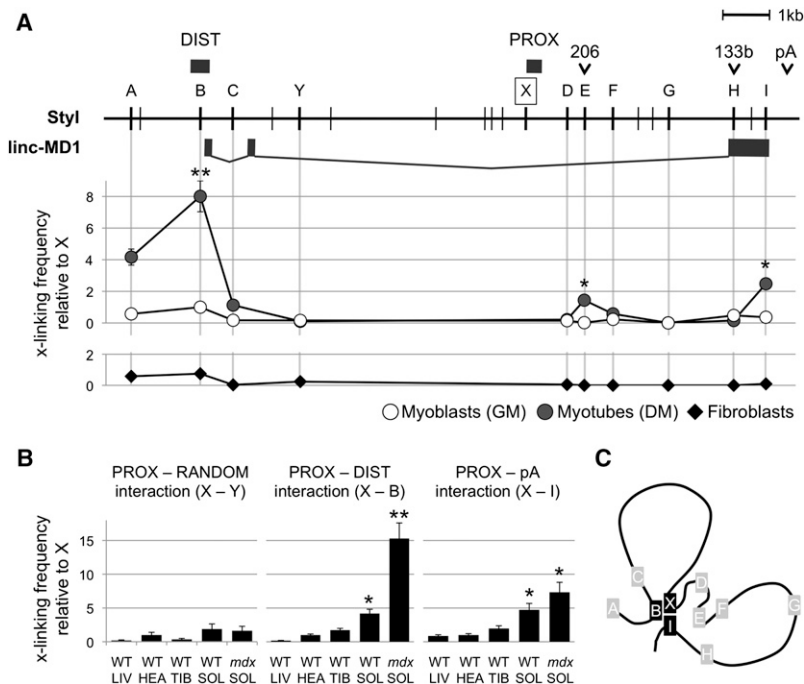 A
1kb
DIST PROX 206 133b pA
A B C Y X D E F G H I
StyI
linc-MD1
**
8
6
4
2
0
* *
x-linking frequency
relative to X
2
0
Myoblasts (GM) Myotubes (DM) Fibroblasts
B
PROX – RANDOM
interaction (X – Y)
PROX – DIST
interaction (X – B)
PROX – pA
interaction (X – I)
x-linking frequency
relative to X
15
10
5
0
* ** * *
WT WT WT WT mdx WT WT WT WT mdx WT WT WT WT mdx
LIV HEA TIB SOL SOL LIV HEA TIB SOL SOL LIV HEA TIB SOL SOL
C
C D
A B X E F G
I
H